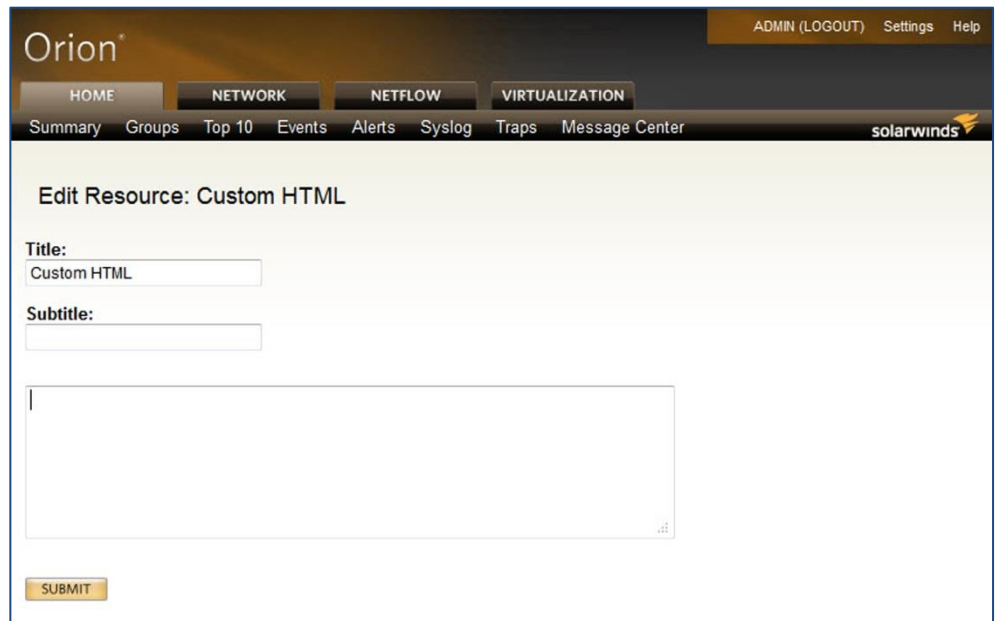 ADMIN (LOGOUT) Settings Help
Orion®
HOME NETWORK NETFLOW VIRTUALIZATION
Summary Groups Top 10 Events Alerts Syslog Traps Message Center solarwinds
Edit Resource: Custom HTML
Title:
Custom HTML
Subtitle:
SUBMIT